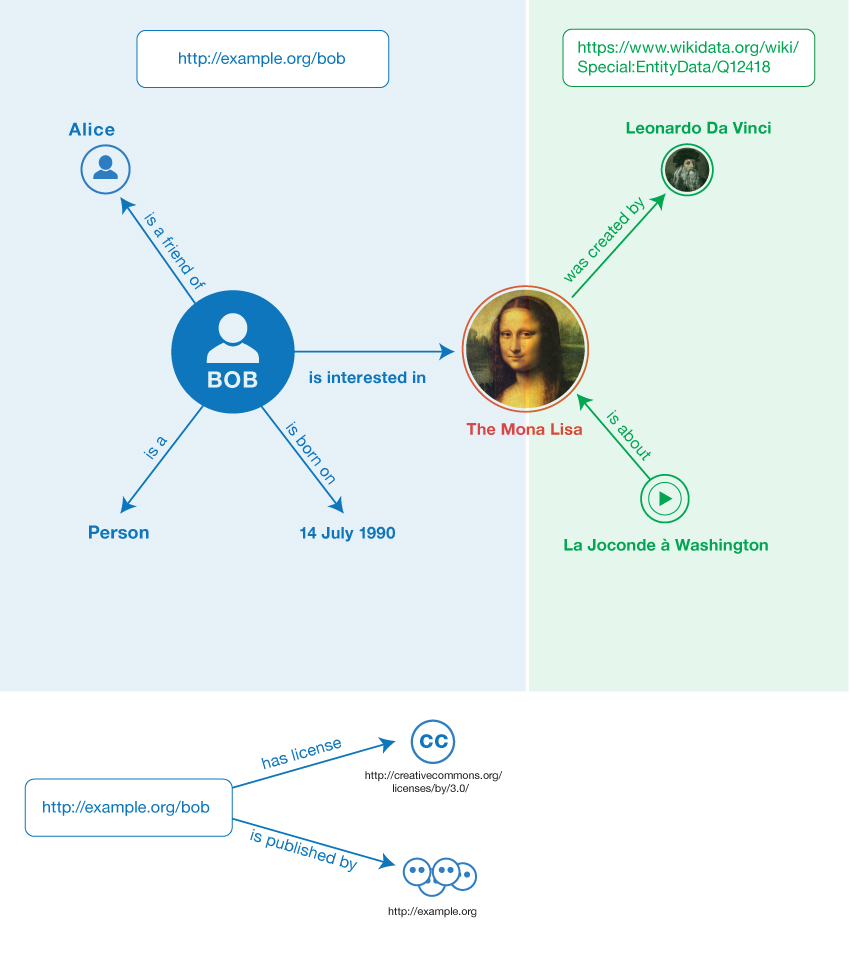 http://example.org/bob
https://www.wikidata.org/wiki/
Special:EntityData/Q12418
Alice
Leonardo Da Vinci
is a friend of
was created by
BOB
is interested in
The Mona Lisa
is a
is born on
is about
Person
14 July 1990
La Joconde à Washington
has license
cc
http://creativecommons.org/
licenses/by/3.0/
http://example.org/bob
is published by
http://example.org